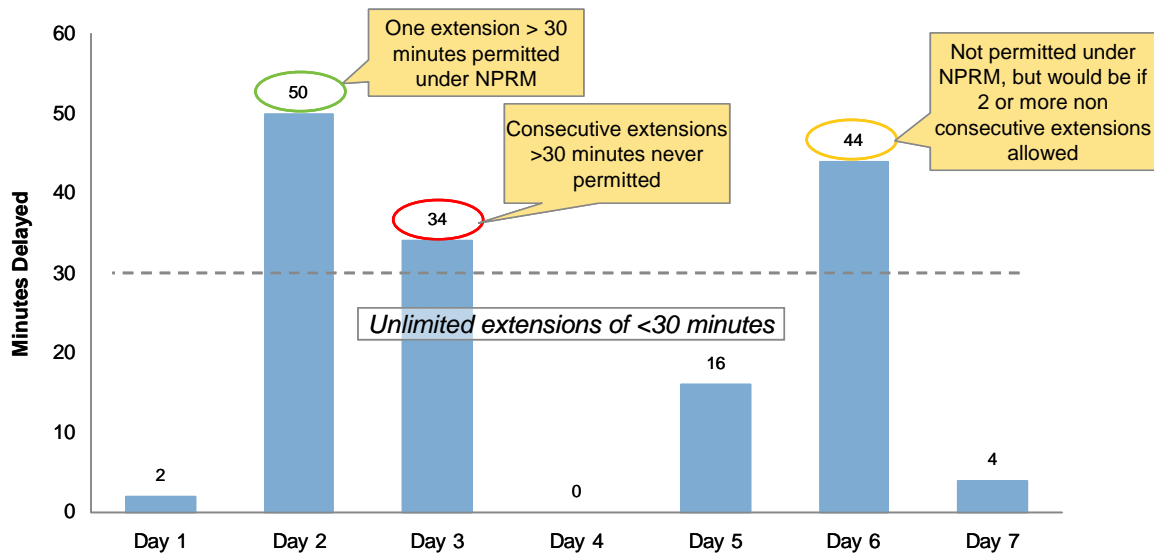 One extension > 30
minutes permitted
under NPRM
Not permitted under
NPRM, but would be if
2 or more non
consecutive extensions
allowed
Consecutive extensions
>30 minutes never
permitted
Minutes Delayed
60
50
40
30
20
10
0
2
50
34
0
16
44
4
Unlimited extensions of <30 minutes
Day 1
Day 2
Day 3
Day 4
Day 5
Day 6
Day 7